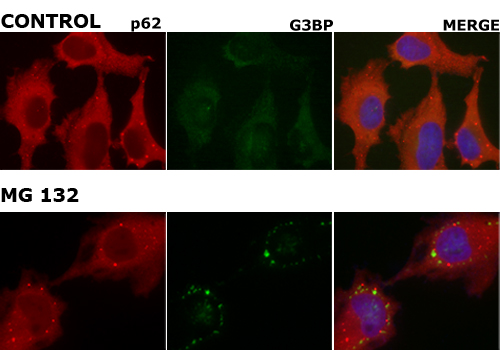 CONTROL p62 G3BP MERGE
MG 132